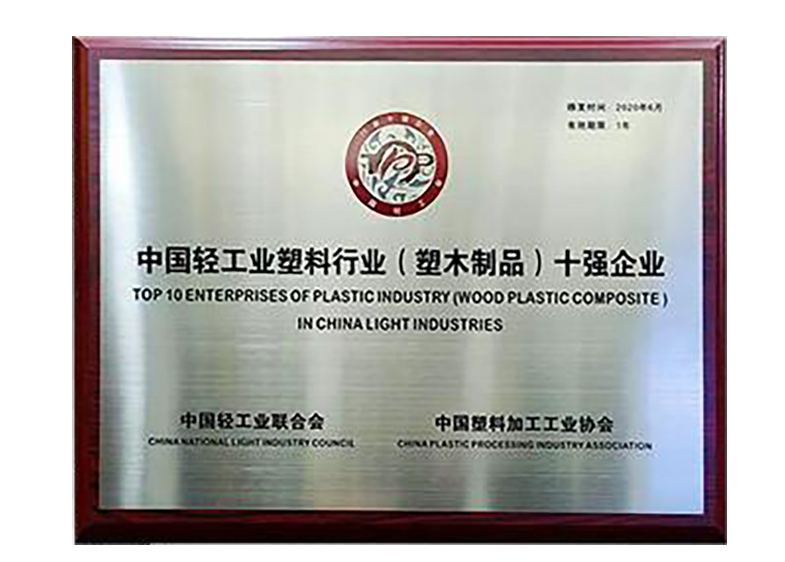 颁发时间：2020年6月
有效期限：1年
中国轻工业塑料行业（塑木制品）十强企业
TOP 10 ENTERPRISES OF PLASTIC INDUSTRY (WOOD PLASTIC COMPOSITE)
IN CHINA LIGHT INDUSTRIES
中国轻工业联合会
中国塑料加工工业协会
CHINA NATIONAL LIGHT INDUSTRY COUNCIL
CHINA PLASTIC PROCESSING INDUSTRY ASSOCIATION